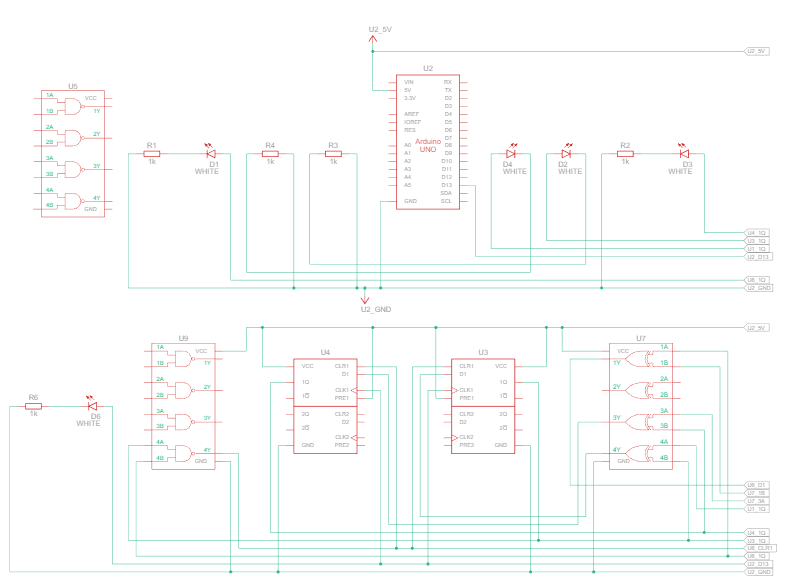 U2_5V
U2_5V
U2
U5
VIN RX
5V TX
3.3V D2
D3
AREF D4
IOREF D5
RES D6
D7
A0 D8
A1 D9
A2 D10
A3 D11
A4 D12
A5 D13
SDA
GND SCL
Arduino
UNO
1A VCC
1B 1Y
2A
2B 2Y
3A
3B 3Y
4A
4B 4Y
GND
R1
1k
D1
WHITE
R4
1k
R3
1k
D4
WHITE
D2
WHITE
R2
1k
D3
WHITE
U4_1Q
U3_1Q
U1_1Q
U2_D13
U6_1Q
U2_GND
U2_GND
U2_5V
U9
1A VCC
1B 1Y
2A
2B 2Y
3A
3B 3Y
4A
4B 4Y
GND
U4
VCC CLR1
D1
1Q
CLK1
1Q PRE1
2Q CLR2
D2
2Q
CLK2
GND PRE2
U3
CLR1 VCC
D1
1Q
CLK1
PRE1 1Q
CLR2 2Q
D2
2Q
CLK2
PRE2 GND
U7
VCC 1A
1Y 1B
2A
2Y 2B
3A
3Y 3B
4A
4Y
GND 4B
R6
1k
D6
WHITE
U6_D1
U7_1B
U7_3A
U1_1Q
U4_1Q
U3_1Q
U6_CLR1
U6_1Q
U2_D13
U2_GND